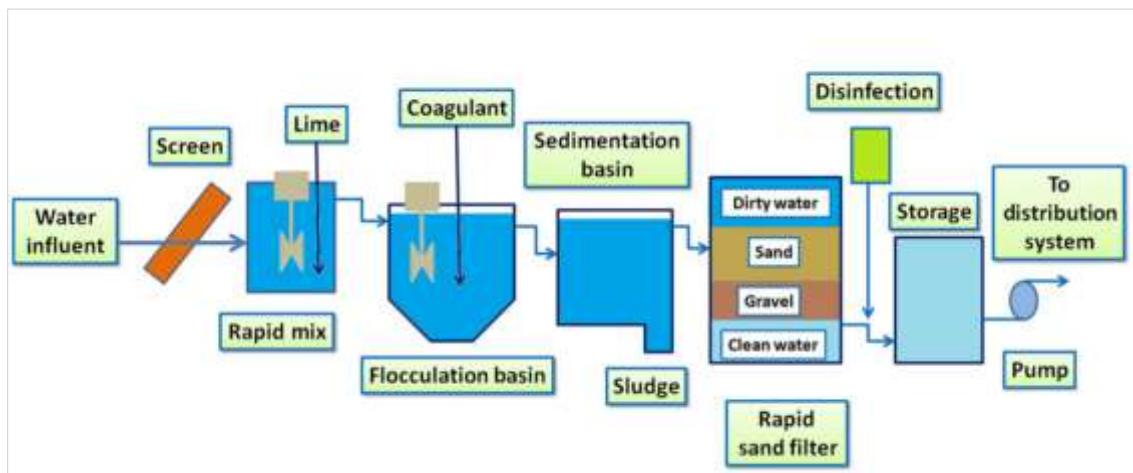 Water
influent
Screen
Lime
Rapid mix
Coagulant
Flocculation basin
Sedimentation
basin
Sludge
Dirty water
Sand
Gravel
Clean water
Rapid
sand filter
Disinfection
Storage
Pump
To
distribution
system